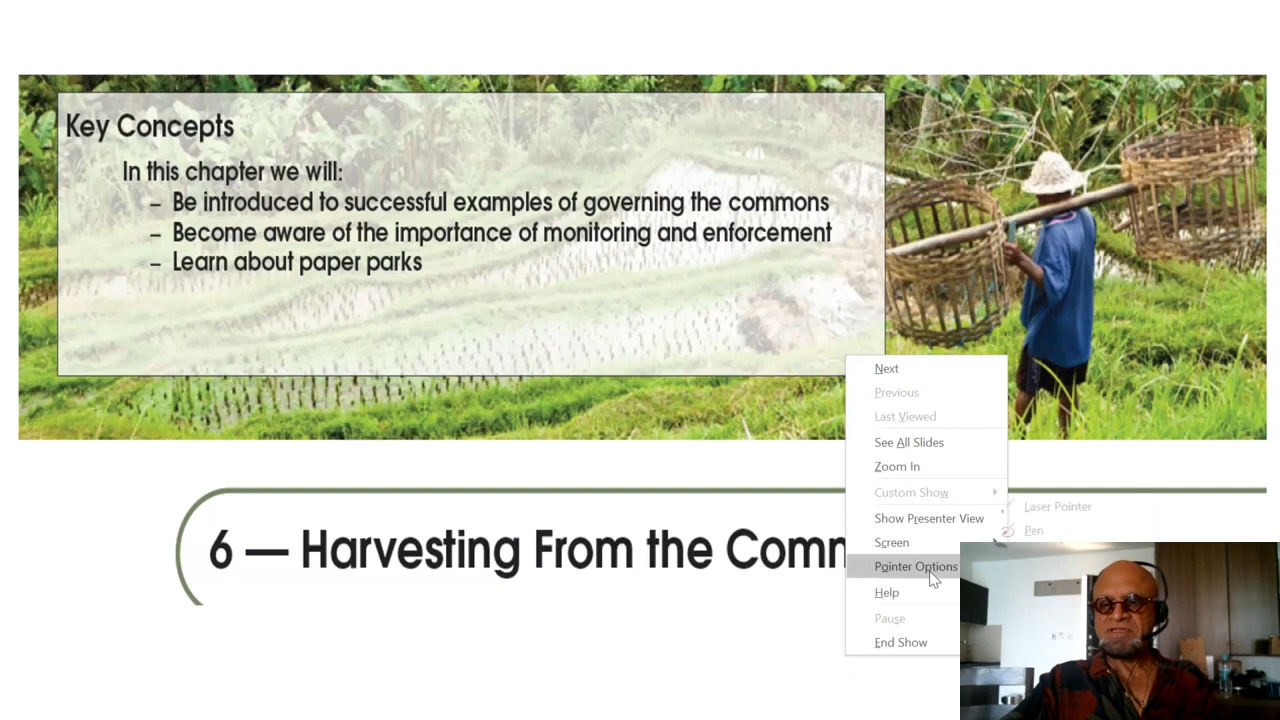 Key Concepts
In this chapter we will:
– Be introduced to successful examples of governing the commons
– Become aware of the importance of monitoring and enforcement
– Learn about paper parks
6 — Harvesting From the Comm
Next
Previous
Last Viewed
See All Slides
Zoom In
Custom Show
Show Presenter View
Screen
Pointer Options
Help
Pause
End Show
Laser Pointer
Pen